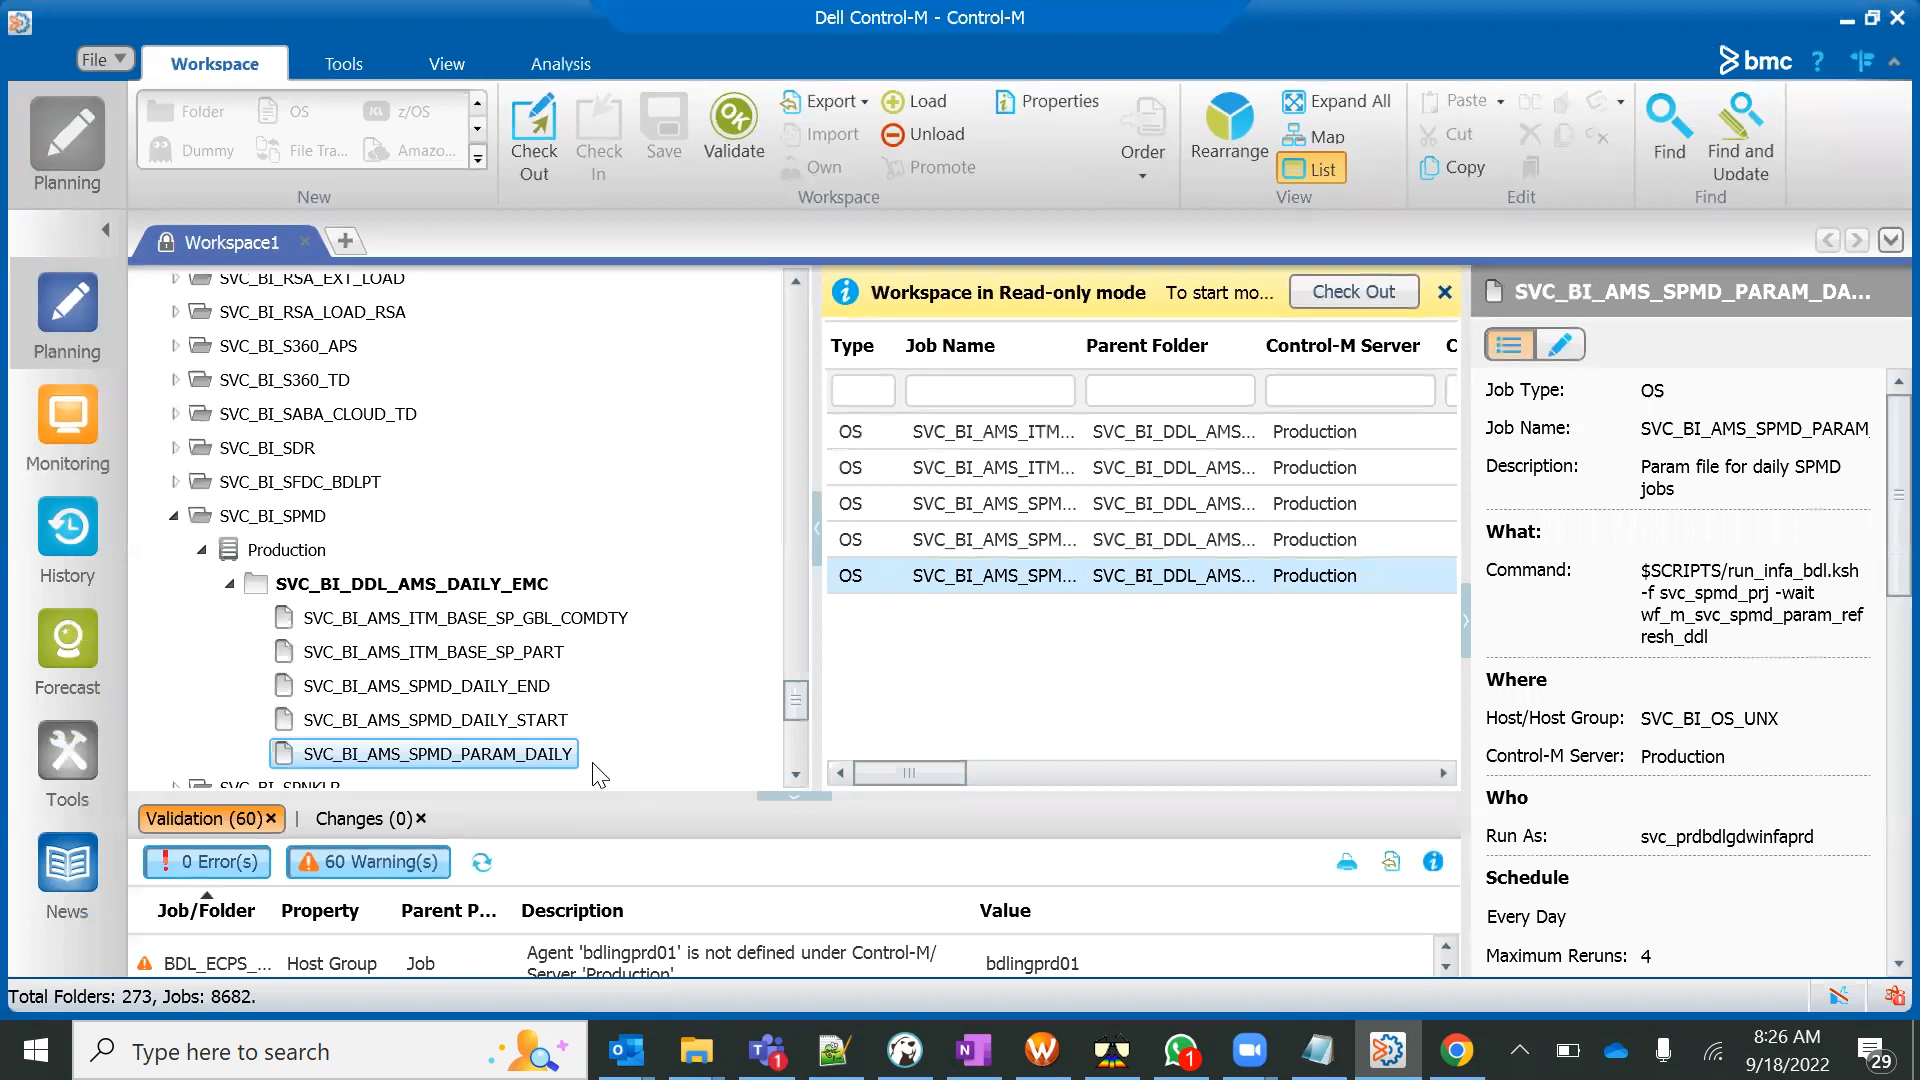 Dell Control-M - Control-M
File
Workspace
Tools
View
Analysis
bmc
?
Planning
Folder
OS
z/OS
Dummy
File Tra...
Amazo...
New
Check Out
Check In
Save
Validate
Export
Import
Own
Load
Unload
Promote
Properties
Order
Workspace
Rearrange
Expand All
Map
List
View
Paste
Cut
Copy
Edit
Find
Find and Update
Find
Workspace1
Planning
Monitoring
History
Forecast
Tools
News
SVC_BI_RSA_EXT_LOAD
SVC_BI_RSA_LOAD_RSA
SVC_BI_S360_APS
SVC_BI_S360_TD
SVC_BI_SABA_CLOUD_TD
SVC_BI_SDR
SVC_BI_SFDC_BDLPT
SVC_BI_SPMD
Production
SVC_BI_DDL_AMS_DAILY_EMC
SVC_BI_AMS_ITM_BASE_SP_GBL_COMDTY
SVC_BI_AMS_ITM_BASE_SP_PART
SVC_BI_AMS_SPMD_DAILY_END
SVC_BI_AMS_SPMD_DAILY_START
SVC_BI_AMS_SPMD_PARAM_DAILY
SVC_BI_SPNKLR
Workspace in Read-only mode To start mo... Check Out
Type Job Name Parent Folder Control-M Server C
OS SVC_BI_AMS_ITM... SVC_BI_DDL_AMS... Production
OS SVC_BI_AMS_ITM... SVC_BI_DDL_AMS... Production
OS SVC_BI_AMS_SPM... SVC_BI_DDL_AMS... Production
OS SVC_BI_AMS_SPM... SVC_BI_DDL_AMS... Production
OS SVC_BI_AMS_SPM... SVC_BI_DDL_AMS... Production
SVC_BI_AMS_SPMD_PARAM_DA...
Job Type: OS
Job Name: SVC_BI_AMS_SPMD_PARAM_
Description: Param file for daily SPMD
jobs
What:
Command: $SCRIPTS/run_infa_bdl.ksh
-f svc_spmd_prj -wait
wf_m_svc_spmd_param_ref
resh_ddl
Where
Host/Host Group: SVC_BI_OS_UNX
Control-M Server: Production
Who
Run As: svc_prdbdlgdwinfaprd
Schedule
Every Day
Maximum Reruns: 4
Validation (60) | Changes (0)
0 Error(s) 60 Warning(s)
Job/Folder Property Parent P... Description Value
BDL_ECPS_... Host Group Job Agent 'bdlingprd01' is not defined under Control-M/ bdlingprd01
Server 'Production'
Total Folders: 273, Jobs: 8682.
Type here to search
1
1
8:26 AM
9/18/2022
29